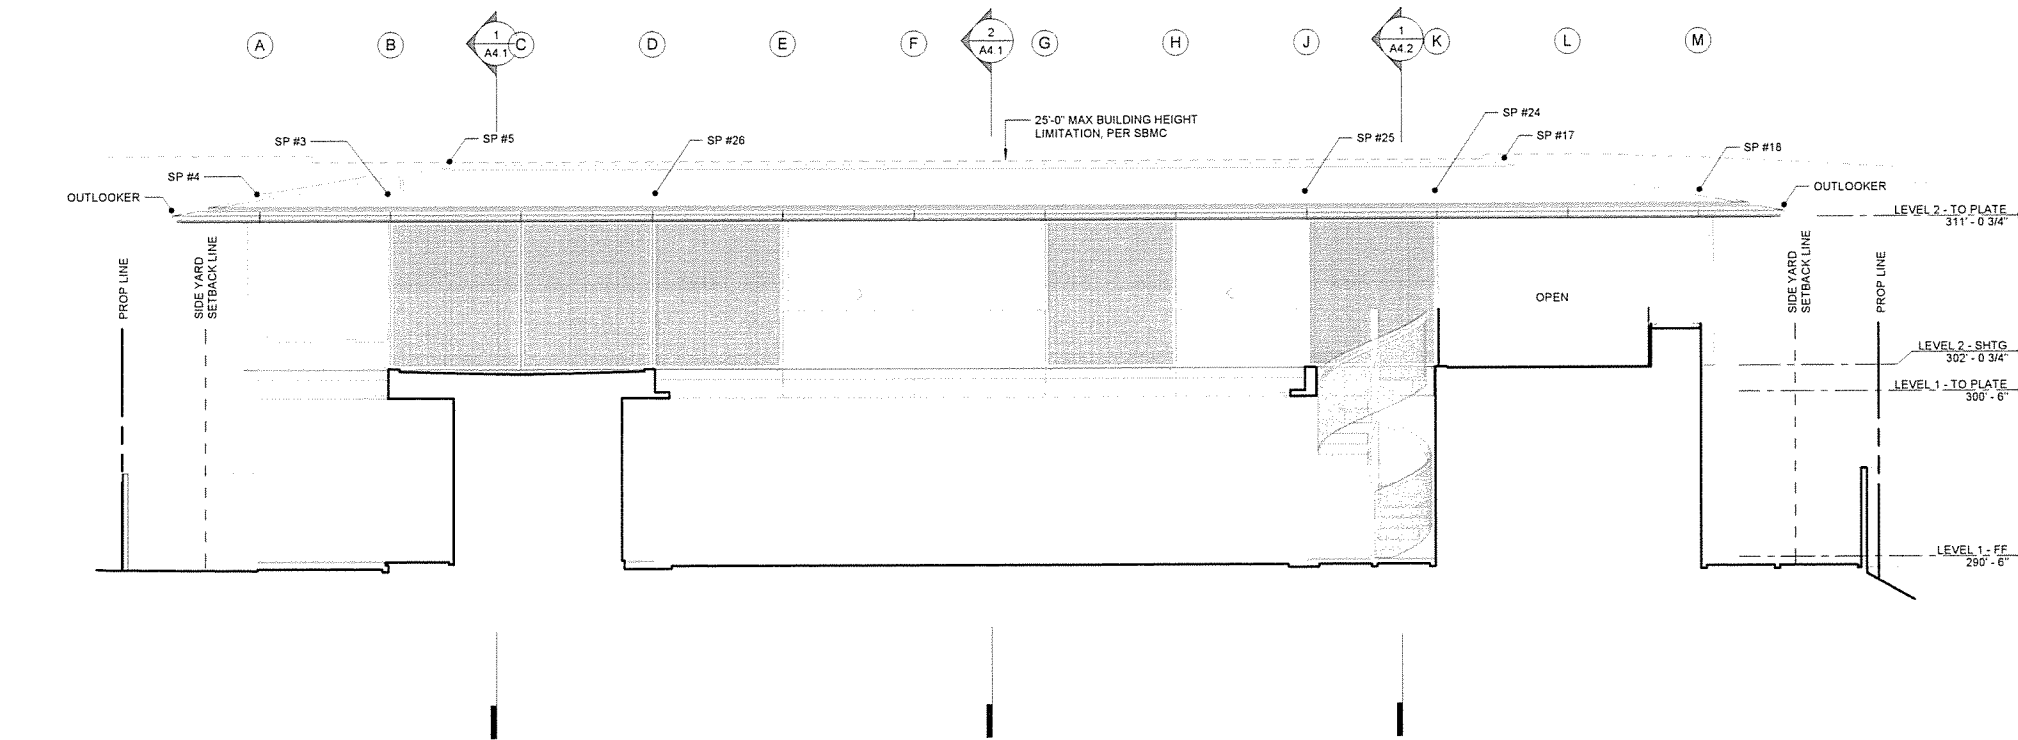 1
A4.1
2
A4.1
1
A4.2
A
B
C
D
E
F
G
H
J
K
L
M
SP #24
25'-0" MAX BUILDING HEIGHT
LIMITATION, PER SBMC
SP #3
SP #5
SP #26
SP #25
SP #17
SP #18
SP #4
OUTLOOKER
OUTLOOKER
LEVEL 2 - TO PLATE
311' - 0 3/4"
PROP LINE
SIDE YARD
SETBACK LINE
OPEN
SIDE YARD
SETBACK LINE
PROP LINE
LEVEL 2 - SHTG
302' - 0 3/4"
LEVEL 1 - TO PLATE
300' - 6"
LEVEL 1 - FF
290' - 6"